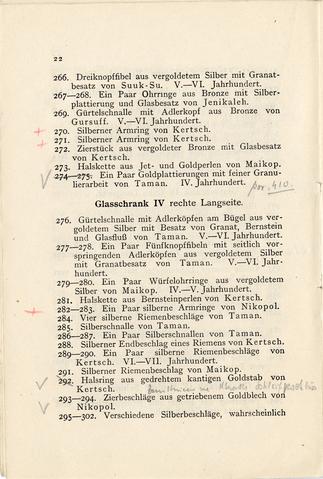 22
266. Dreiknopffibel aus vergoldetem Silber mit Granat-
besatz von Suuk-Su. V.—VI. Jahrhundert.
267—268. Ein Paar Ohrringe aus Bronze mit Silber-
plattierung und Glasbesatz von Jenikaleh.
269. Gürtelschnalle mit Adlerkopf aus Bronze von
Gursuff. V.—VI. Jahrhundert.
+ 270. Silberner Armring von Kertsch.
+ 271. Silberner Armring von Kertsch.
272. Zierstück aus vergoldeter Bronze mit Glasbesatz
von Kertsch.
273. Halskette aus Jet- und Goldperlen von Maikop.
274—275. Ein Paar Goldplattierungen mit feiner Granu-
lierarbeit von Taman. IV. Jahrhundert.
410
Glasschrank IV rechte Langseite.
276. Gürtelschnalle mit Adlerköpfen am Bügel aus ver-
goldetem Silber mit Besatz von Granat, Bernstein
und Glasfluß von Taman. V.—VI. Jahrhundert.
277—278. Ein Paar Fünfknopffibeln mit seitlich vor-
springenden Adlerköpfen aus vergoldetem Silber
mit Granatbesatz von Taman. V.—VI. Jahr-
hundert.
279—280. Ein Paar Würfelohrringe aus vergoldetem
Silber von Maikop. IV.—V. Jahrhundert.
281. Halskette aus Bernsteinperlen von Kertsch.
+ 282—283. Ein Paar silberne Armringe von Nikopol.
284. Vier silberne Riemenbeschläge von Taman.
285. Silberschnalle von Taman.
286—287. Ein Paar Silberschnallen von Taman.
288. Silberner Endbeschlag eines Riemens von Kertsch.
289—290. Ein Paar silberne Riemenbeschläge von
Kertsch. VI.—VII. Jahrhundert.
291. Silberner Riemenbeschlag von Maikop.
292. Halsring aus gedrehtem kantigen Goldstab von
Kertsch.
293—294. Zierbeschläge aus getriebenem Goldblech von
Nikopol.
295—302. Verschiedene Silberbeschläge, wahrscheinlich